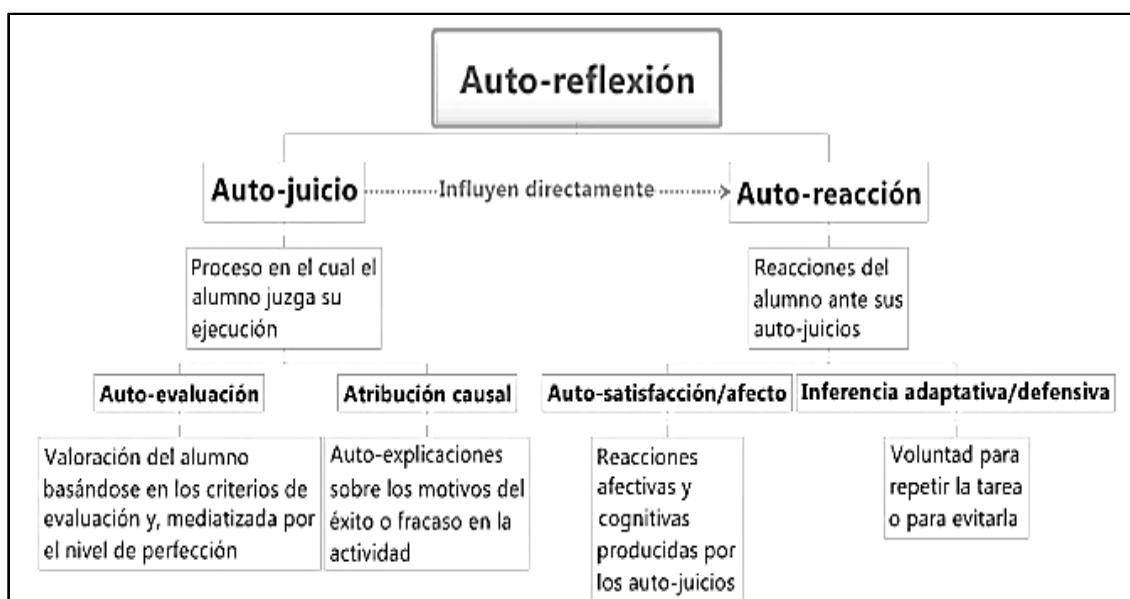 Auto-reflexión
Auto-juicio
Influyen directamente
Auto-reacción
Proceso en el cual el
alumno juzga su
ejecución
Reacciones del
alumno ante sus
auto-juicios
Auto-evaluación
Atribución causal
Auto-satisfacción/afecto
Inferencia adaptativa/defensiva
Valoración del alumno
basándose en los criterios de
evaluación y, mediatizada por
el nivel de perfección
Auto-explicaciones
sobre los motivos del
éxito o fracaso en la
actividad
Reacciones
afectivas y
cognitivas
producidas por
los auto-juicios
Voluntad para
repetir la tarea
o para evitarla